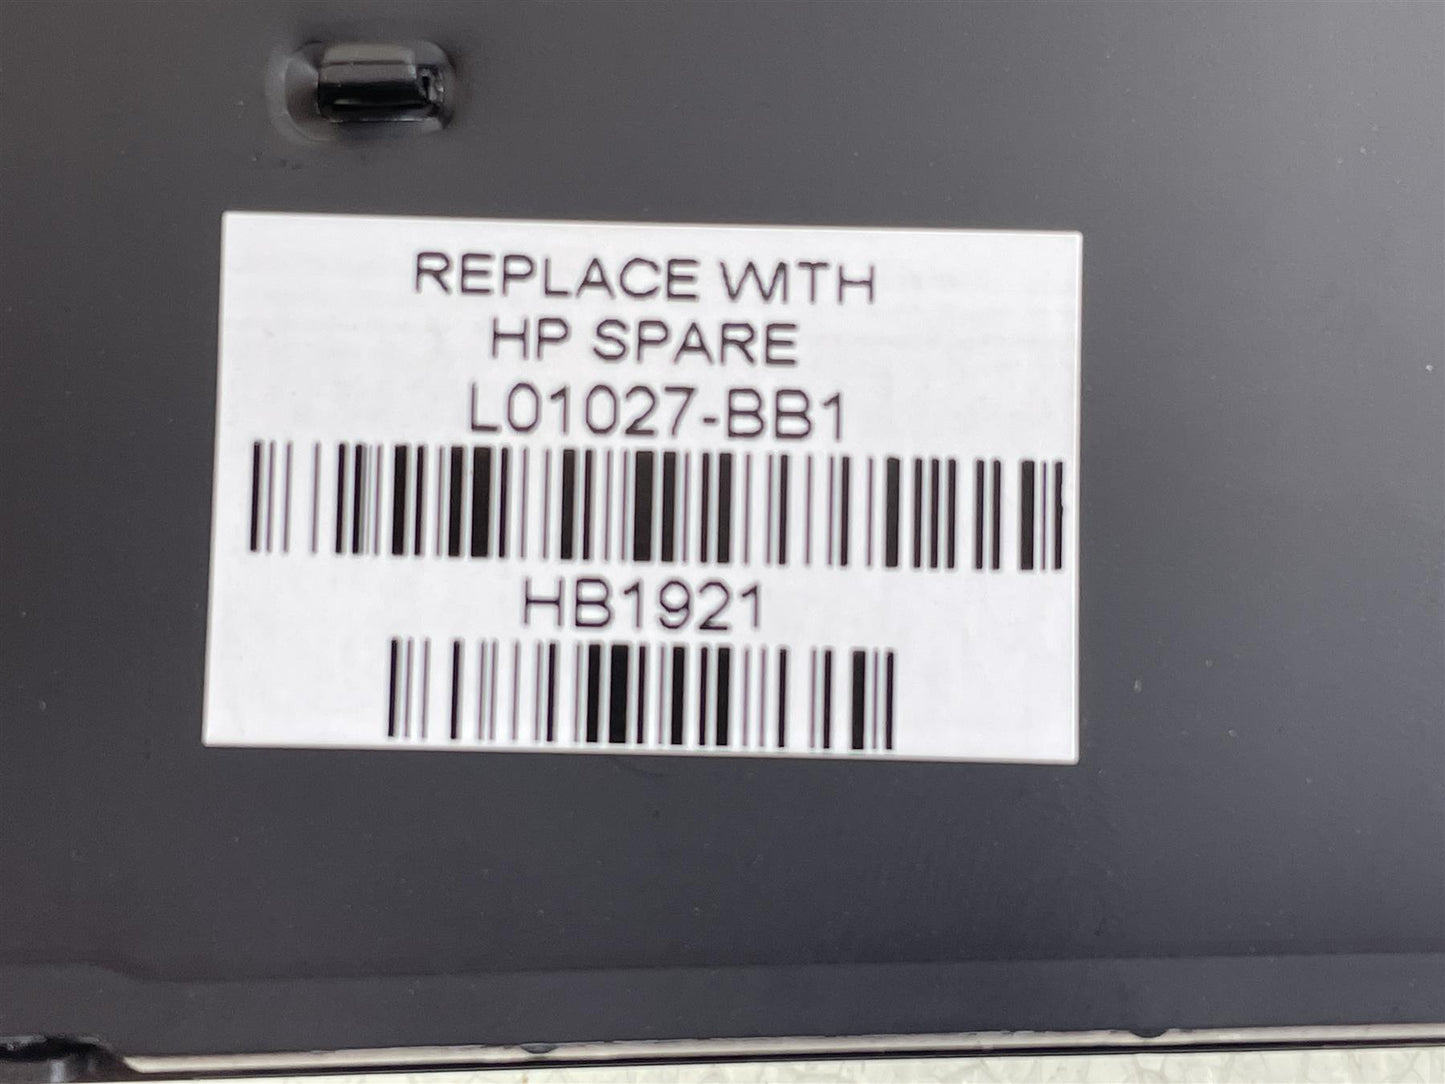 REPLACE WITH
HP SPARE
L01027-BB1
HB1921